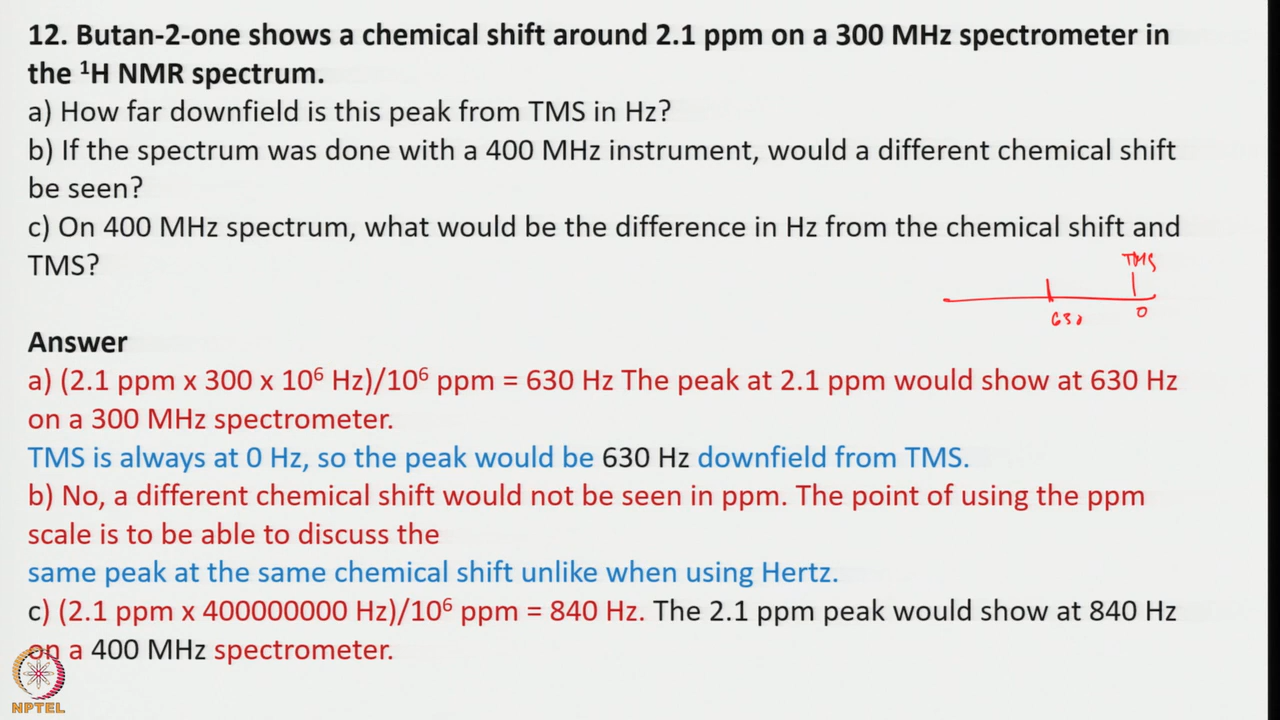 12. Butan-2-one shows a chemical shift around 2.1 ppm on a 300 MHz spectrometer in
the ¹H NMR spectrum.
a) How far downfield is this peak from TMS in Hz?
b) If the spectrum was done with a 400 MHz instrument, would a different chemical shift
be seen?
c) On 400 MHz spectrum, what would be the difference in Hz from the chemical shift and
TMS?
TMS
630 0
Answer
a) (2.1 ppm x 300 x 10⁶ Hz)/10⁶ ppm = 630 Hz The peak at 2.1 ppm would show at 630 Hz
on a 300 MHz spectrometer.
TMS is always at 0 Hz, so the peak would be 630 Hz downfield from TMS.
b) No, a different chemical shift would not be seen in ppm. The point of using the ppm
scale is to be able to discuss the
same peak at the same chemical shift unlike when using Hertz.
c) (2.1 ppm x 400000000 Hz)/10⁶ ppm = 840 Hz. The 2.1 ppm peak would show at 840 Hz
on a 400 MHz spectrometer.
NPTEL